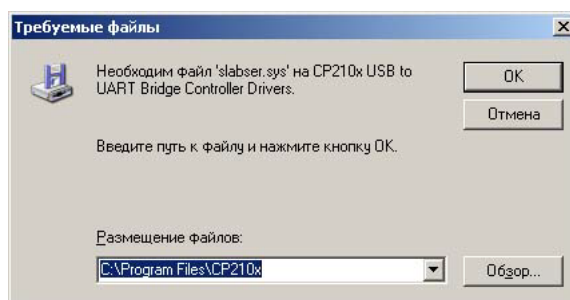 Требуемые файлы
Необходим файл 'slabser.sys' на CP210x USB to
UART Bridge Controller Drivers.
OK
Отмена
Введите путь к файлу и нажмите кнопку OK.
Размещение файлов:
C:\Program Files\CP210x
Обзор...